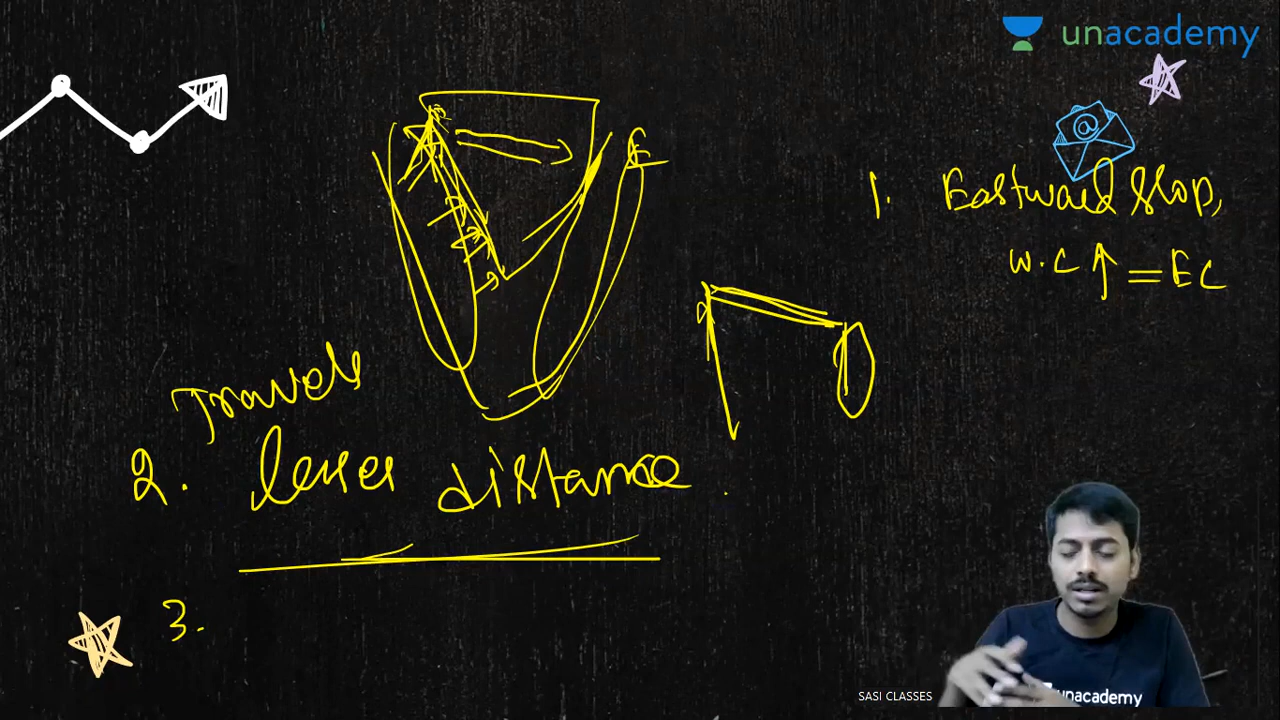 unacademy
@
E
1. Eastward slop,
W.C ↑ = EC
Travels
2. lesser distance.
3.
SASI CLASSES
unacademy